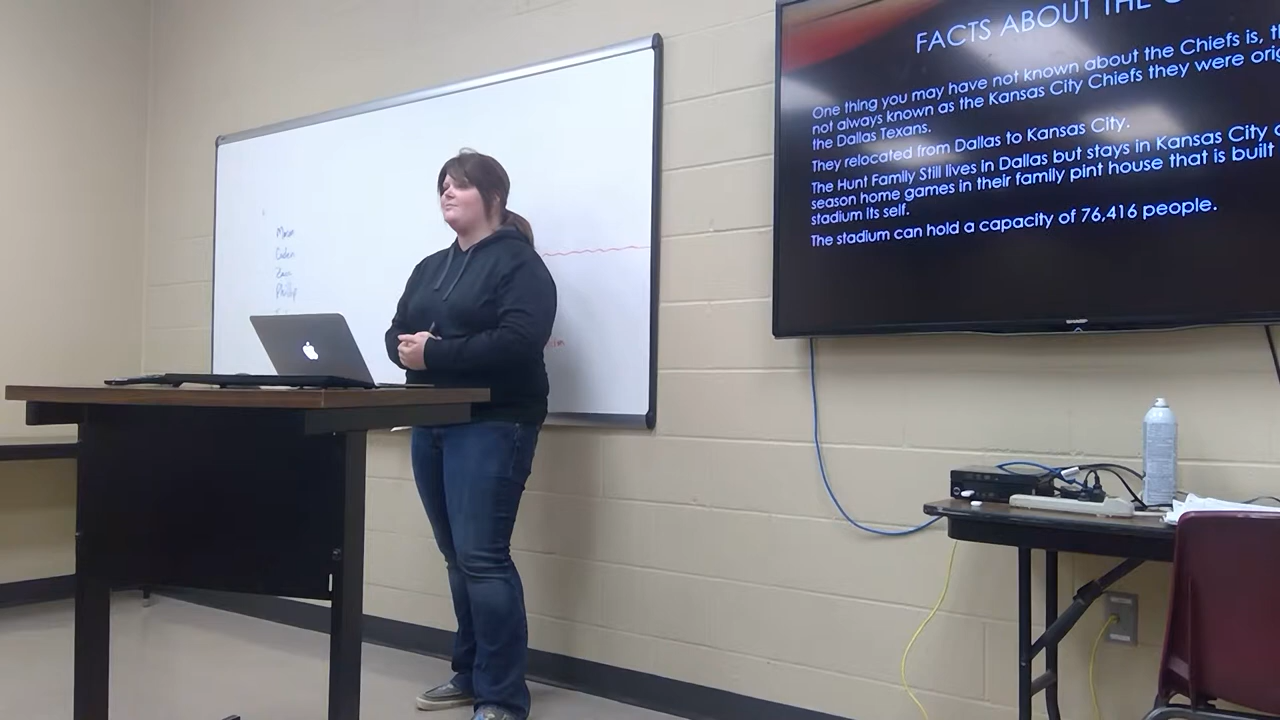 FACTS ABOUT THE
One thing you may have not known about the Chiefs is,
not always known as the Kansas City Chiefs they were
the Dallas Texans.
They relocated from Dallas to Kansas City.
The Hunt Family Still lives in Dallas but stays in Kansas City
season home games in their family pint house that is built
stadium its self.
The stadium can hold a capacity of 76,416 people.
SHARP
Phillip